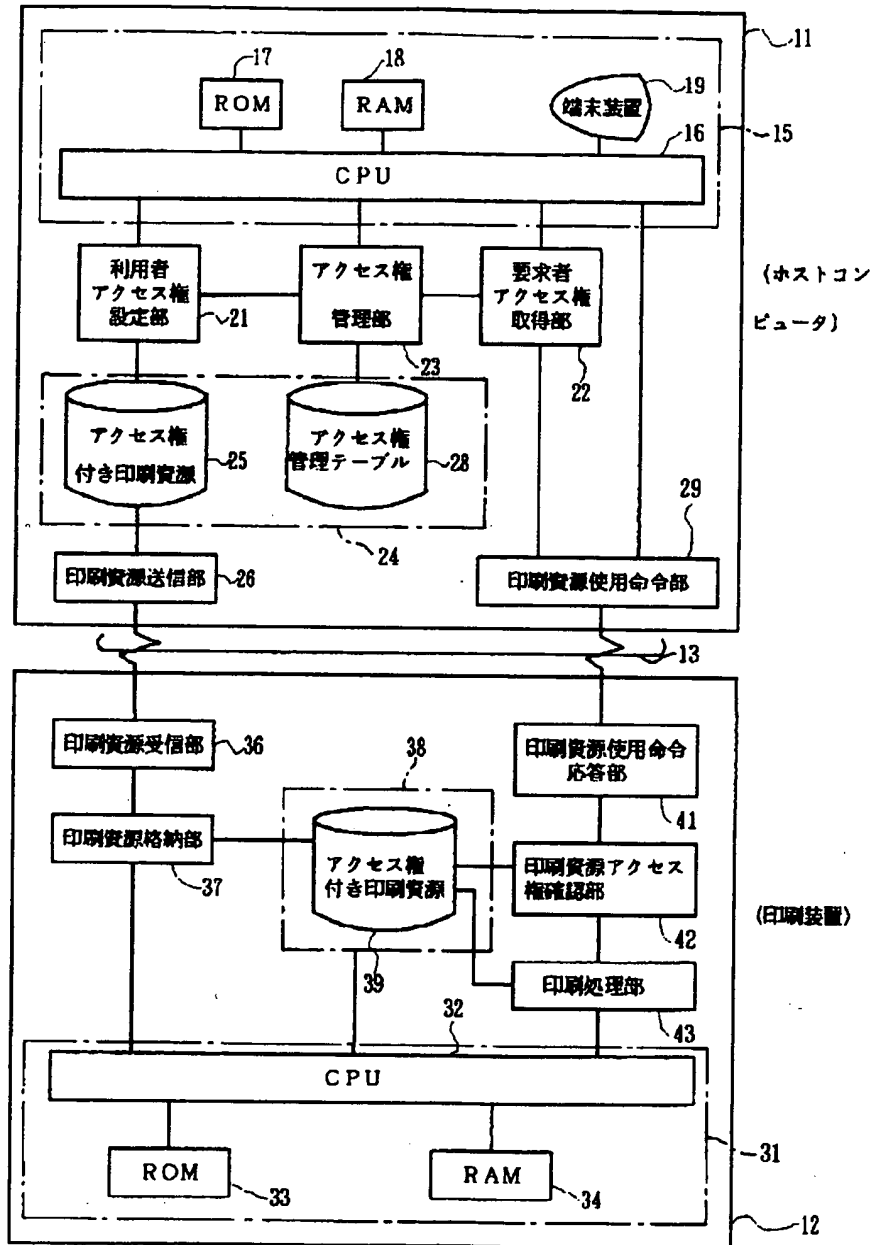 11
17
18
19
ROM
RAM
端末装置
16
15
CPU
利用者
アクセス権
設定部
21
アクセス権
管理部
23
要求者
アクセス権
取得部
22
(ホストコン
ピュータ)
アクセス権
付き印刷資源
25
アクセス権
管理テーブル
28
24
29
印刷資源送信部
26
印刷資源使用命令部
13
印刷資源受信部
36
38
印刷資源使用命令
応答部
41
印刷資源格納部
37
アクセス権
付き印刷資源
39
印刷資源アクセス
権確認部
42
(印刷装置)
印刷処理部
43
32
CPU
31
ROM
33
RAM
34
12